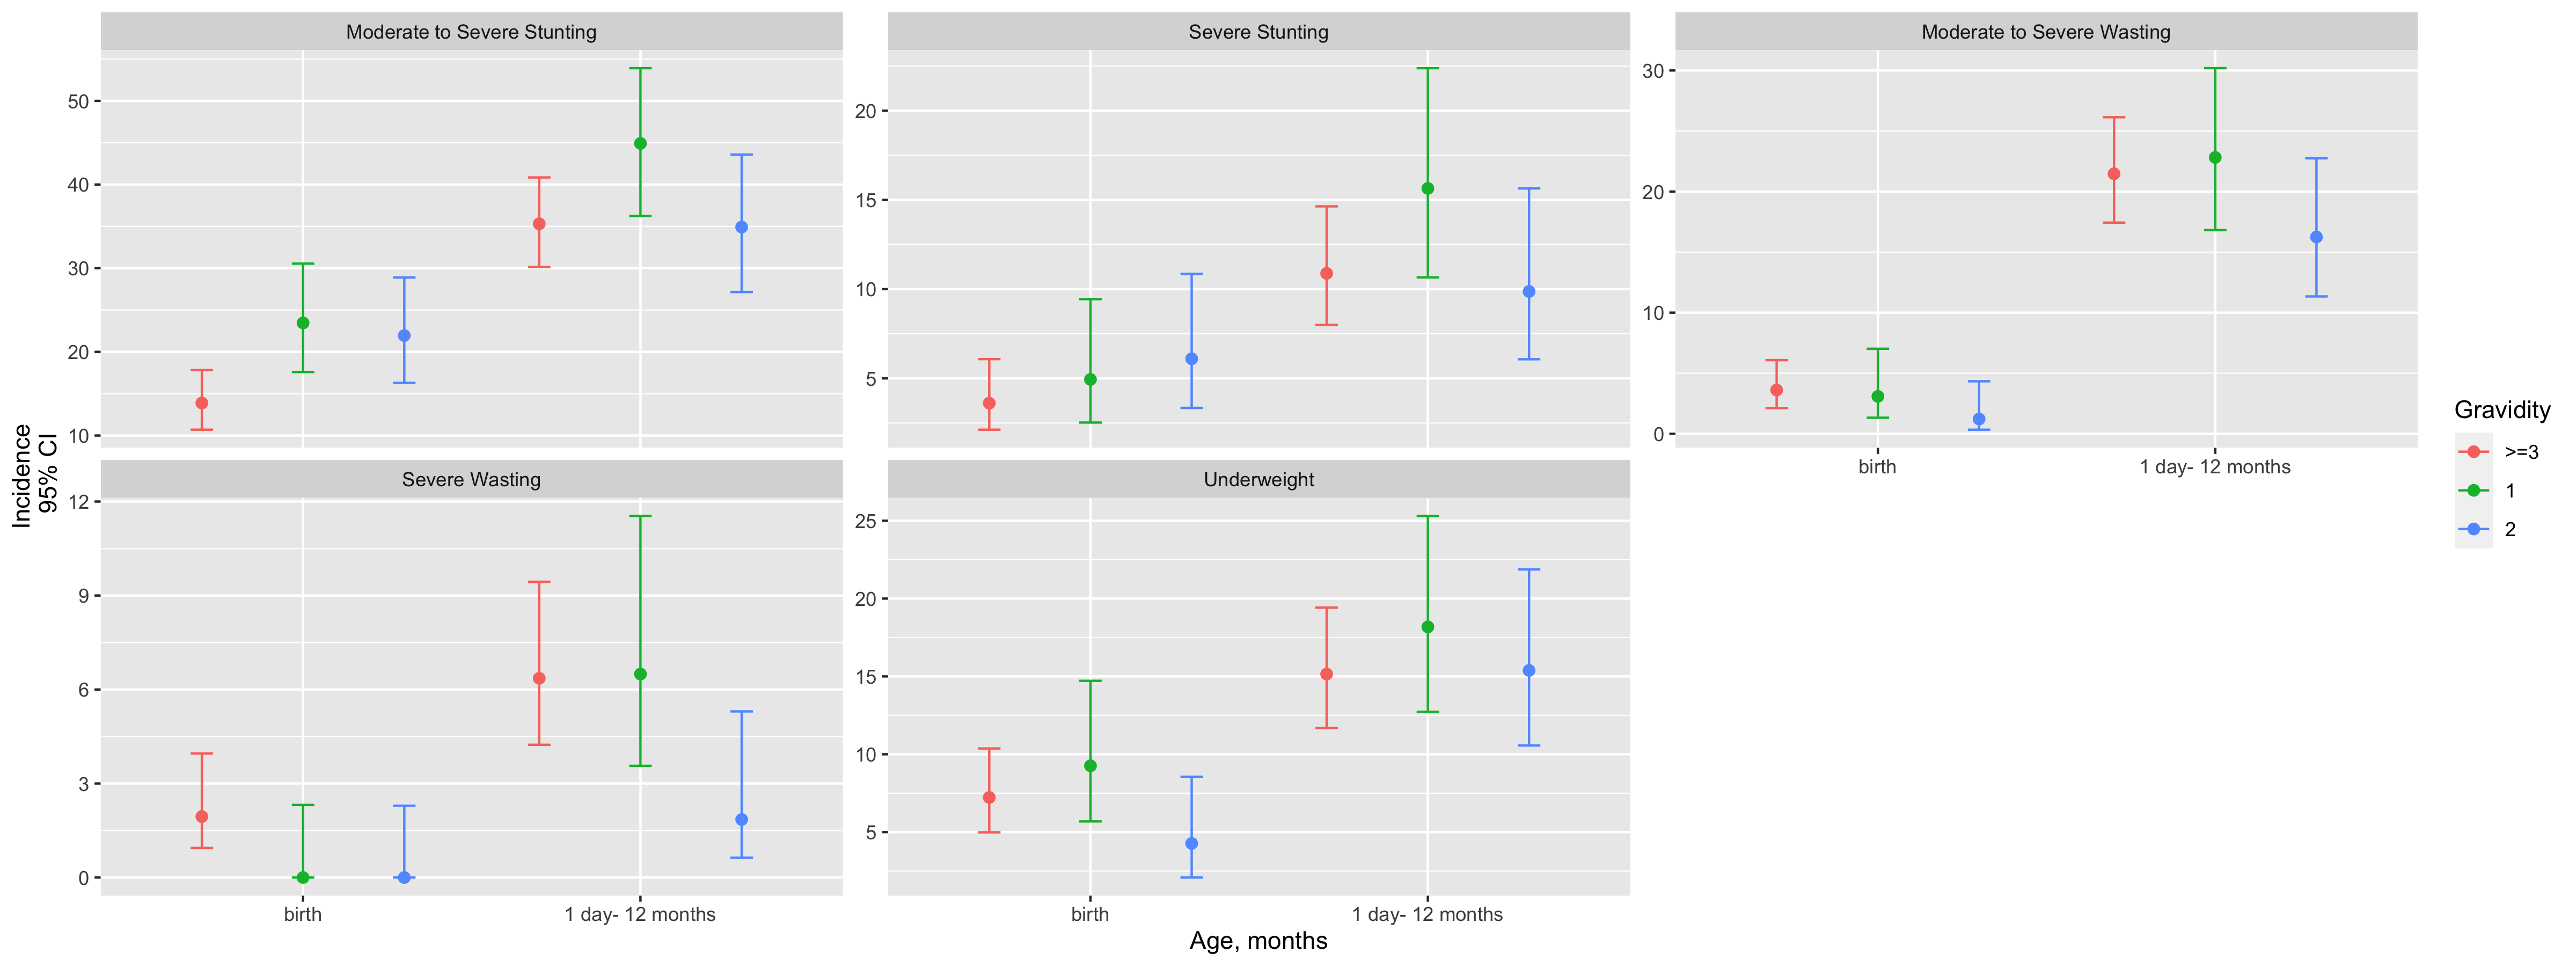 Moderate to Severe Stunting
Severe Stunting
Moderate to Severe Wasting
50
40
30
20
10
20
15
10
5
30
20
10
0
birth
1 day- 12 months
Severe Wasting
Underweight
12
9
6
3
0
25
20
15
10
5
birth
1 day- 12 months
birth
1 day- 12 months
Age, months
Incidence
95% CI
Gravidity
>=3
1
2